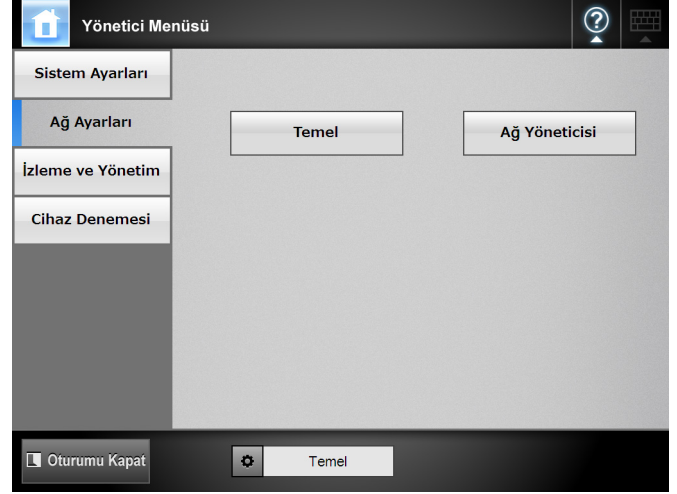 Yönetici Menüsü
Sistem Ayarları
Ağ Ayarları
Temel
Ağ Yöneticisi
İzleme ve Yönetim
Cihaz Denemesi
Oturumu Kapat
Temel